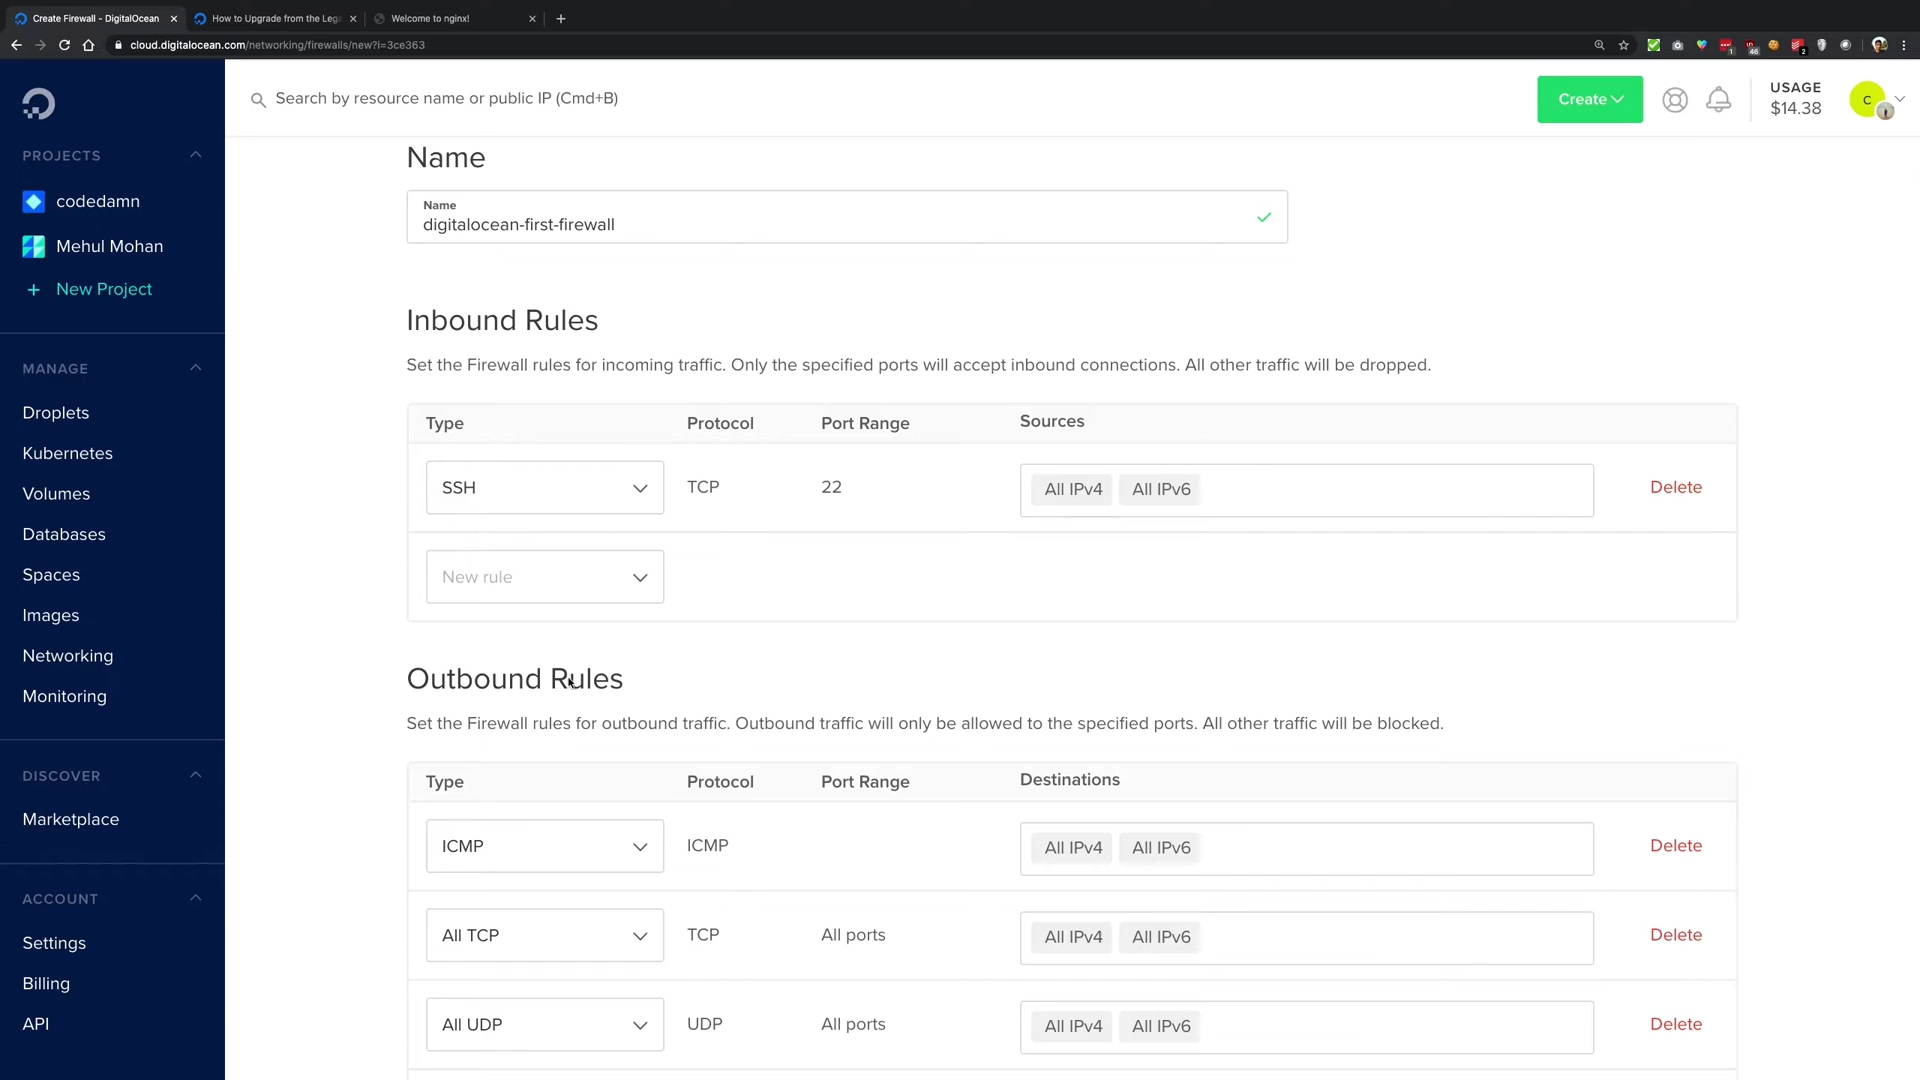 Create Firewall - DigitalOcean
How to Upgrade from the Lega
Welcome to nginx!
cloud.digitalocean.com/networking/firewalls/new?i=3ce363
Search by resource name or public IP (Cmd+B)
Create
USAGE
$14.38
C
PROJECTS
codedamn
Mehul Mohan
+ New Project
MANAGE
Droplets
Kubernetes
Volumes
Databases
Spaces
Images
Networking
Monitoring
DISCOVER
Marketplace
ACCOUNT
Settings
Billing
API
Name
Name
digitalocean-first-firewall
Inbound Rules
Set the Firewall rules for incoming traffic. Only the specified ports will accept inbound connections. All other traffic will be dropped.
Type Protocol Port Range Sources
SSH TCP 22 All IPv4 All IPv6 Delete
New rule
Outbound Rules
Set the Firewall rules for outbound traffic. Outbound traffic will only be allowed to the specified ports. All other traffic will be blocked.
Type Protocol Port Range Destinations
ICMP ICMP All IPv4 All IPv6 Delete
All TCP TCP All ports All IPv4 All IPv6 Delete
All UDP UDP All ports All IPv4 All IPv6 Delete